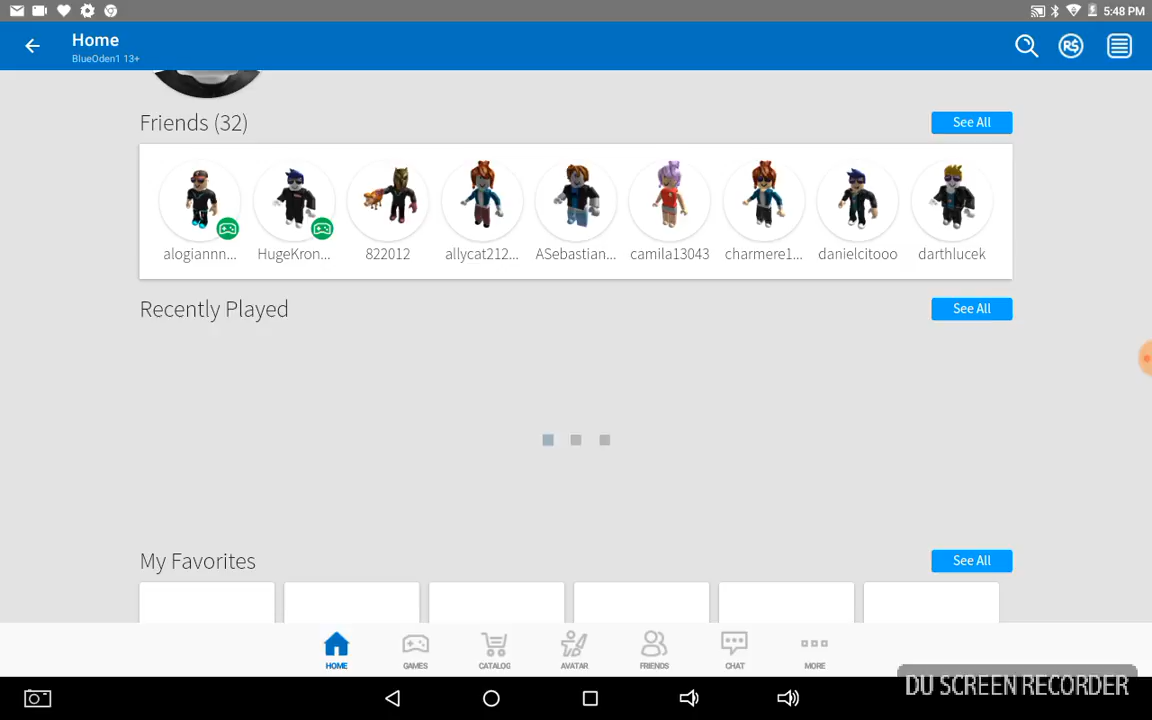 5:48 PM
Home
BlueOden1 13+
R$
Friends (32)
See All
alogiannn...
HugeKron...
822012
allycat212...
ASebastian...
camila13043
charmere1...
danielcitooo
darthlucek
Recently Played
See All
My Favorites
See All
HOME
GAMES
CATALOG
AVATAR
FRIENDS
CHAT
MORE
DU SCREEN RECORDER